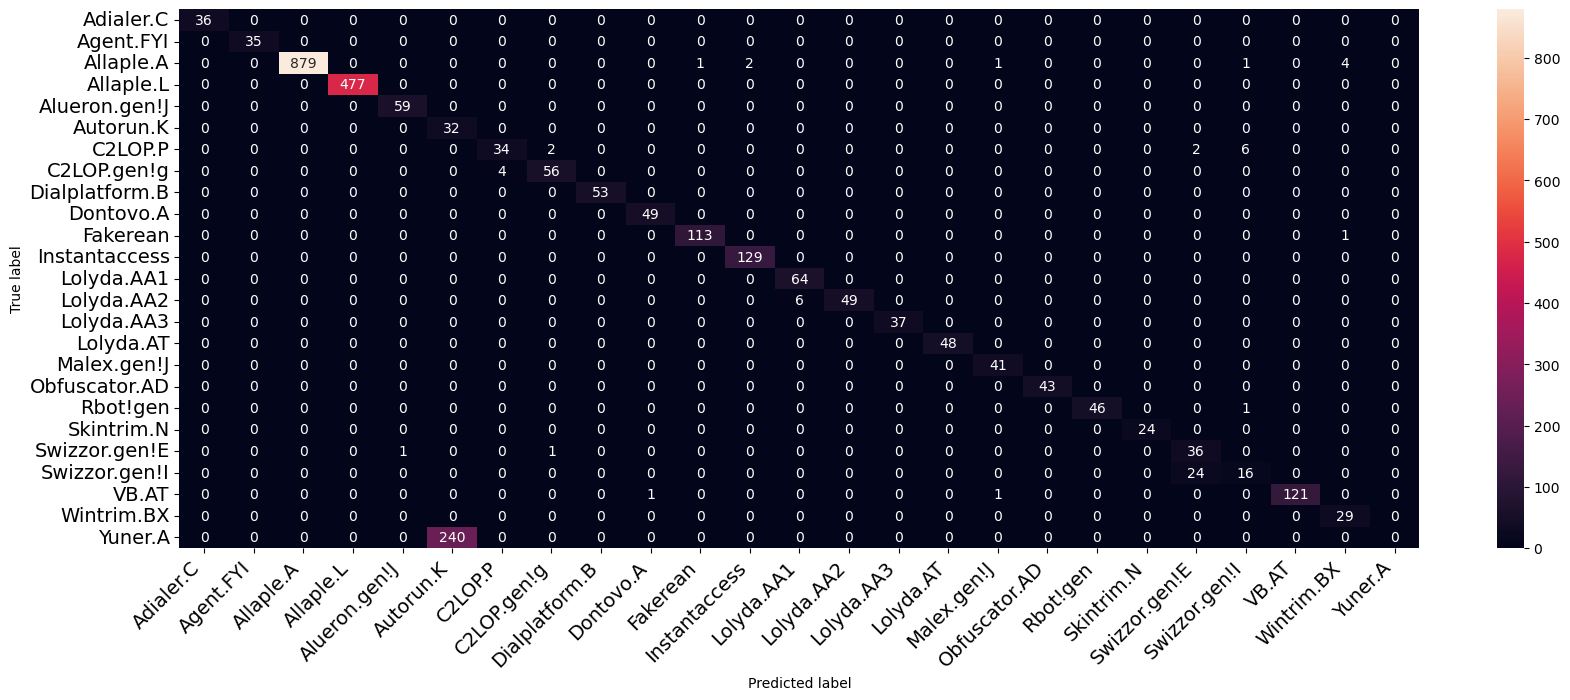 Adialer.C 36 0 0 0 0 0 0 0 0 0 0 0 0 0 0 0 0 0 0 0 0 0 0 0 0
Agent.FYI 0 35 0 0 0 0 0 0 0 0 0 0 0 0 0 0 0 0 0 0 0 0 0 0 0
Allaple.A 0 0 879 0 0 0 0 0 0 0 1 2 0 0 0 0 1 0 0 1 0 1 0 4 0
Allaple.L 0 0 0 477 0 0 0 0 0 0 0 0 0 0 0 0 0 0 0 0 0 0 0 0 0
Alueron.gen!J 0 0 0 0 59 0 0 0 0 0 0 0 0 0 0 0 0 0 0 0 0 0 0 0 0
Autorun.K 0 0 0 0 0 32 0 0 0 0 0 0 0 0 0 0 0 0 0 0 0 0 0 0 0
C2LOP.P 0 0 0 0 0 0 34 2 0 0 0 0 0 0 0 0 0 0 0 0 2 6 0 0 0
C2LOP.gen!g 0 0 0 0 0 0 4 56 0 0 0 0 0 0 0 0 0 0 0 0 0 0 0 0 0
Dialplatform.B 0 0 0 0 0 0 0 0 53 0 0 0 0 0 0 0 0 0 0 0 0 0 0 0 0
Dontovo.A 0 0 0 0 0 0 0 0 0 49 0 0 0 0 0 0 0 0 0 0 0 0 0 0 0
Fakerean 0 0 0 0 0 0 0 0 0 0 113 0 0 0 0 0 0 0 0 0 0 0 0 1 0
Instantaccess 0 0 0 0 0 0 0 0 0 0 0 129 0 0 0 0 0 0 0 0 0 0 0 0 0
Lolyda.AA1 0 0 0 0 0 0 0 0 0 0 0 0 64 0 0 0 0 0 0 0 0 0 0 0 0
Lolyda.AA2 0 0 0 0 0 0 0 0 0 0 0 0 6 49 0 0 0 0 0 0 0 0 0 0 0
Lolyda.AA3 0 0 0 0 0 0 0 0 0 0 0 0 0 0 37 0 0 0 0 0 0 0 0 0 0
Lolyda.AT 0 0 0 0 0 0 0 0 0 0 0 0 0 0 0 48 0 0 0 0 0 0 0 0 0
Malex.gen!J 0 0 0 0 0 0 0 0 0 0 0 0 0 0 0 0 41 0 0 0 0 0 0 0 0
Obfuscator.AD 0 0 0 0 0 0 0 0 0 0 0 0 0 0 0 0 0 43 0 0 0 0 0 0 0
Rbot!gen 0 0 0 0 0 0 0 0 0 0 0 0 0 0 0 0 0 0 46 0 0 1 0 0 0
Skintrim.N 0 0 0 0 0 0 0 0 0 0 0 0 0 0 0 0 0 0 0 24 0 0 0 0 0
Swizzor.gen!E 0 0 0 0 1 0 0 1 0 0 0 0 0 0 0 0 0 0 0 0 36 0 0 0 0
Swizzor.gen!I 0 0 0 0 0 0 0 0 0 0 0 0 0 0 0 0 0 0 0 0 24 16 0 0 0
VB.AT 0 0 0 0 0 0 0 0 0 1 0 0 0 0 0 0 1 0 0 0 0 0 121 0 0
Wintrim.BX 0 0 0 0 0 0 0 0 0 0 0 0 0 0 0 0 0 0 0 0 0 0 0 29 0
Yuner.A 0 0 0 0 0 240 0 0 0 0 0 0 0 0 0 0 0 0 0 0 0 0 0 0 0
True label
Adialer.C
Agent.FYI
Allaple.A
Allaple.L
Alueron.gen!J
Autorun.K
C2LOP.P
C2LOP.gen!g
Dialplatform.B
Dontovo.A
Fakerean
Instantaccess
Lolyda.AA1
Lolyda.AA2
Lolyda.AA3
Lolyda.AT
Malex.gen!J
Obfuscator.AD
Rbot!gen
Skintrim.N
Swizzor.gen!E
Swizzor.gen!I
VB.AT
Wintrim.BX
Yuner.A
Predicted label
800
700
600
500
400
300
200
100
0